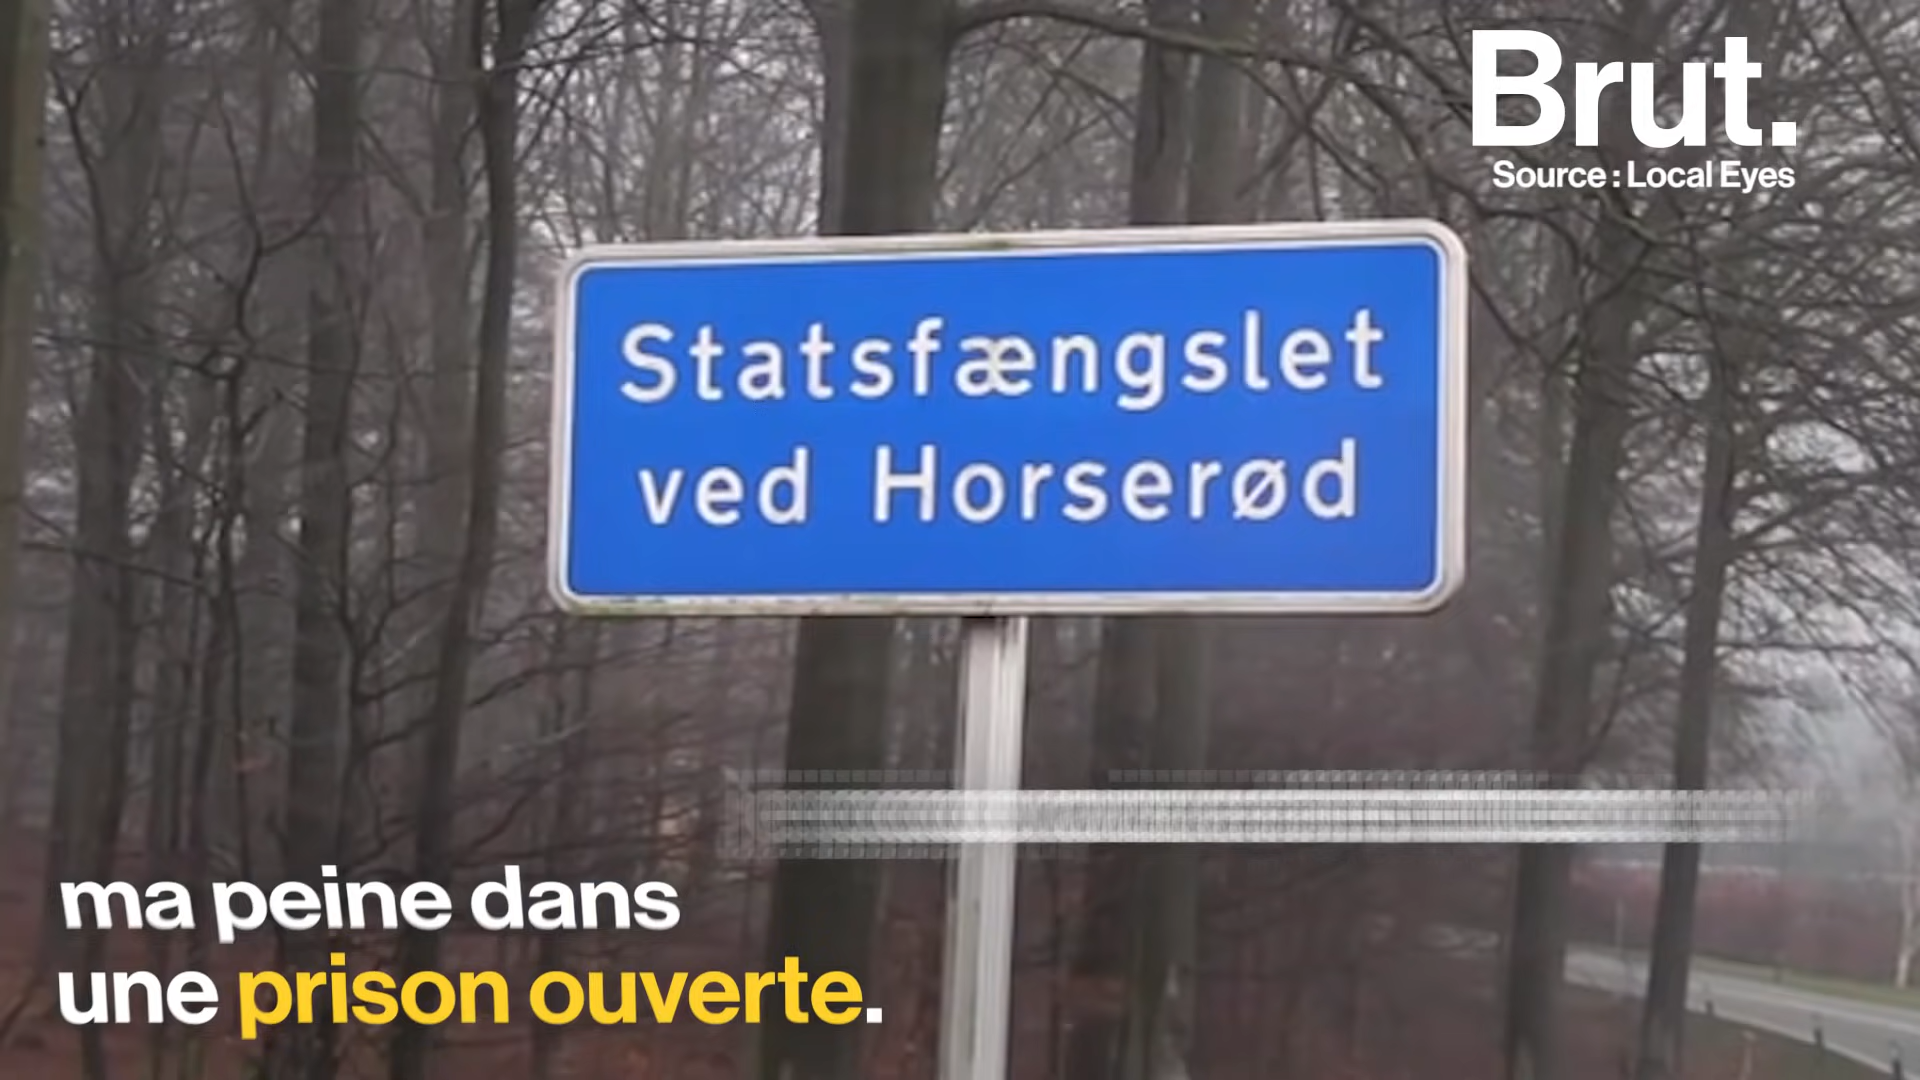 Brut.
Source : Local Eyes
Statsfængslet
ved Horserød
ma peine dans
une prison ouverte.